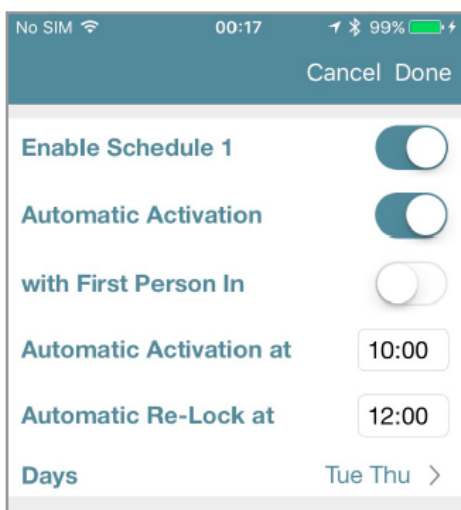 No SIM 00:17 99%
Cancel Done
Enable Schedule 1
Automatic Activation
with First Person In
Automatic Activation at 10:00
Automatic Re-Lock at 12:00
Days Tue Thu